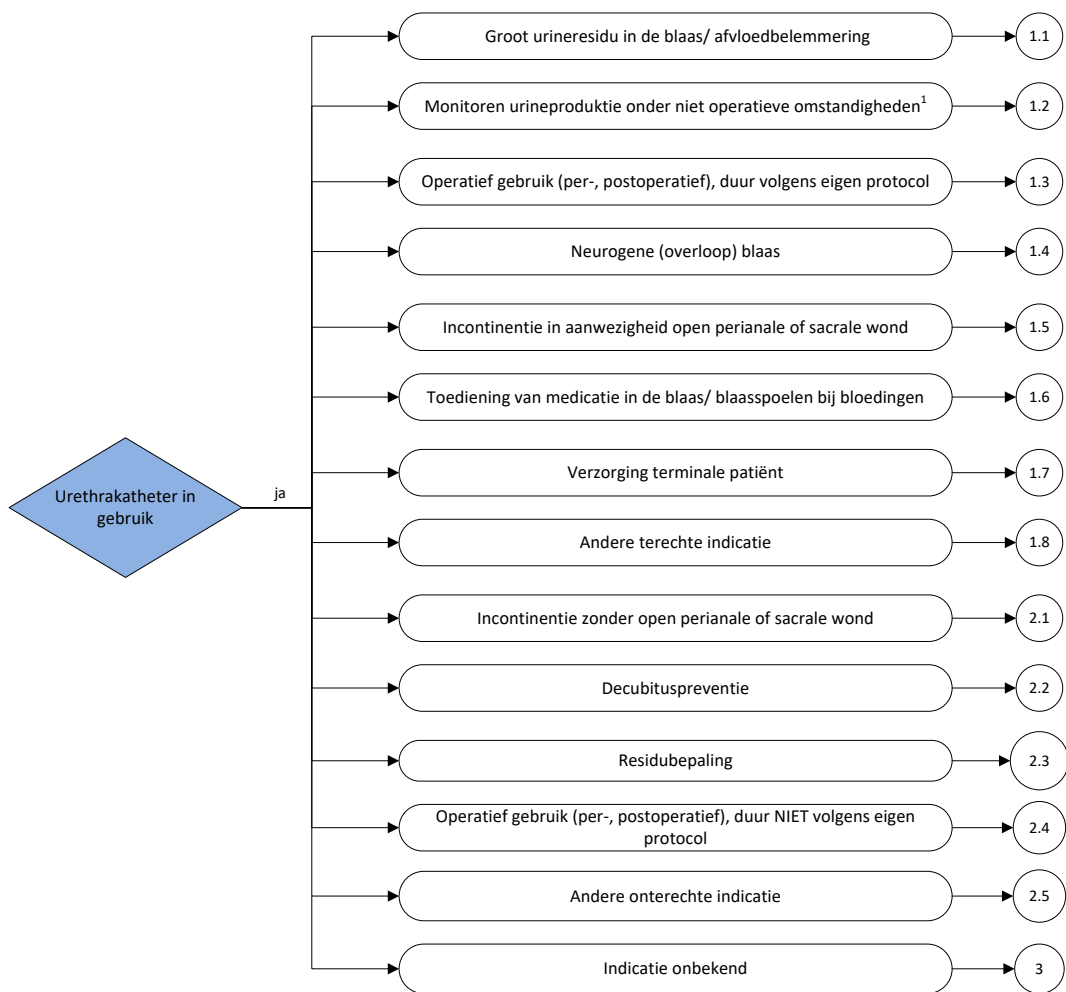 Groot urineresidu in de blaas/ afvloedbelemmering
1.1
Monitoren urineproduktie onder niet operatieve omstandigheden1
1.2
Operatief gebruik (per-, postoperatief), duur volgens eigen protocol
1.3
Neurogene (overloop) blaas
1.4
Incontinentie in aanwezigheid open perianale of sacrale wond
1.5
Toediening van medicatie in de blaas/ blaasspoelen bij bloedingen
1.6
Verzorging terminale patiënt
1.7
Urethrakatheter in
gebruik
ja
Andere terechte indicatie
1.8
Incontinentie zonder open perianale of sacrale wond
2.1
Decubituspreventie
2.2
Residubepaling
2.3
Operatief gebruik (per-, postoperatief), duur NIET volgens eigen
protocol
2.4
Andere onterechte indicatie
2.5
Indicatie onbekend
3